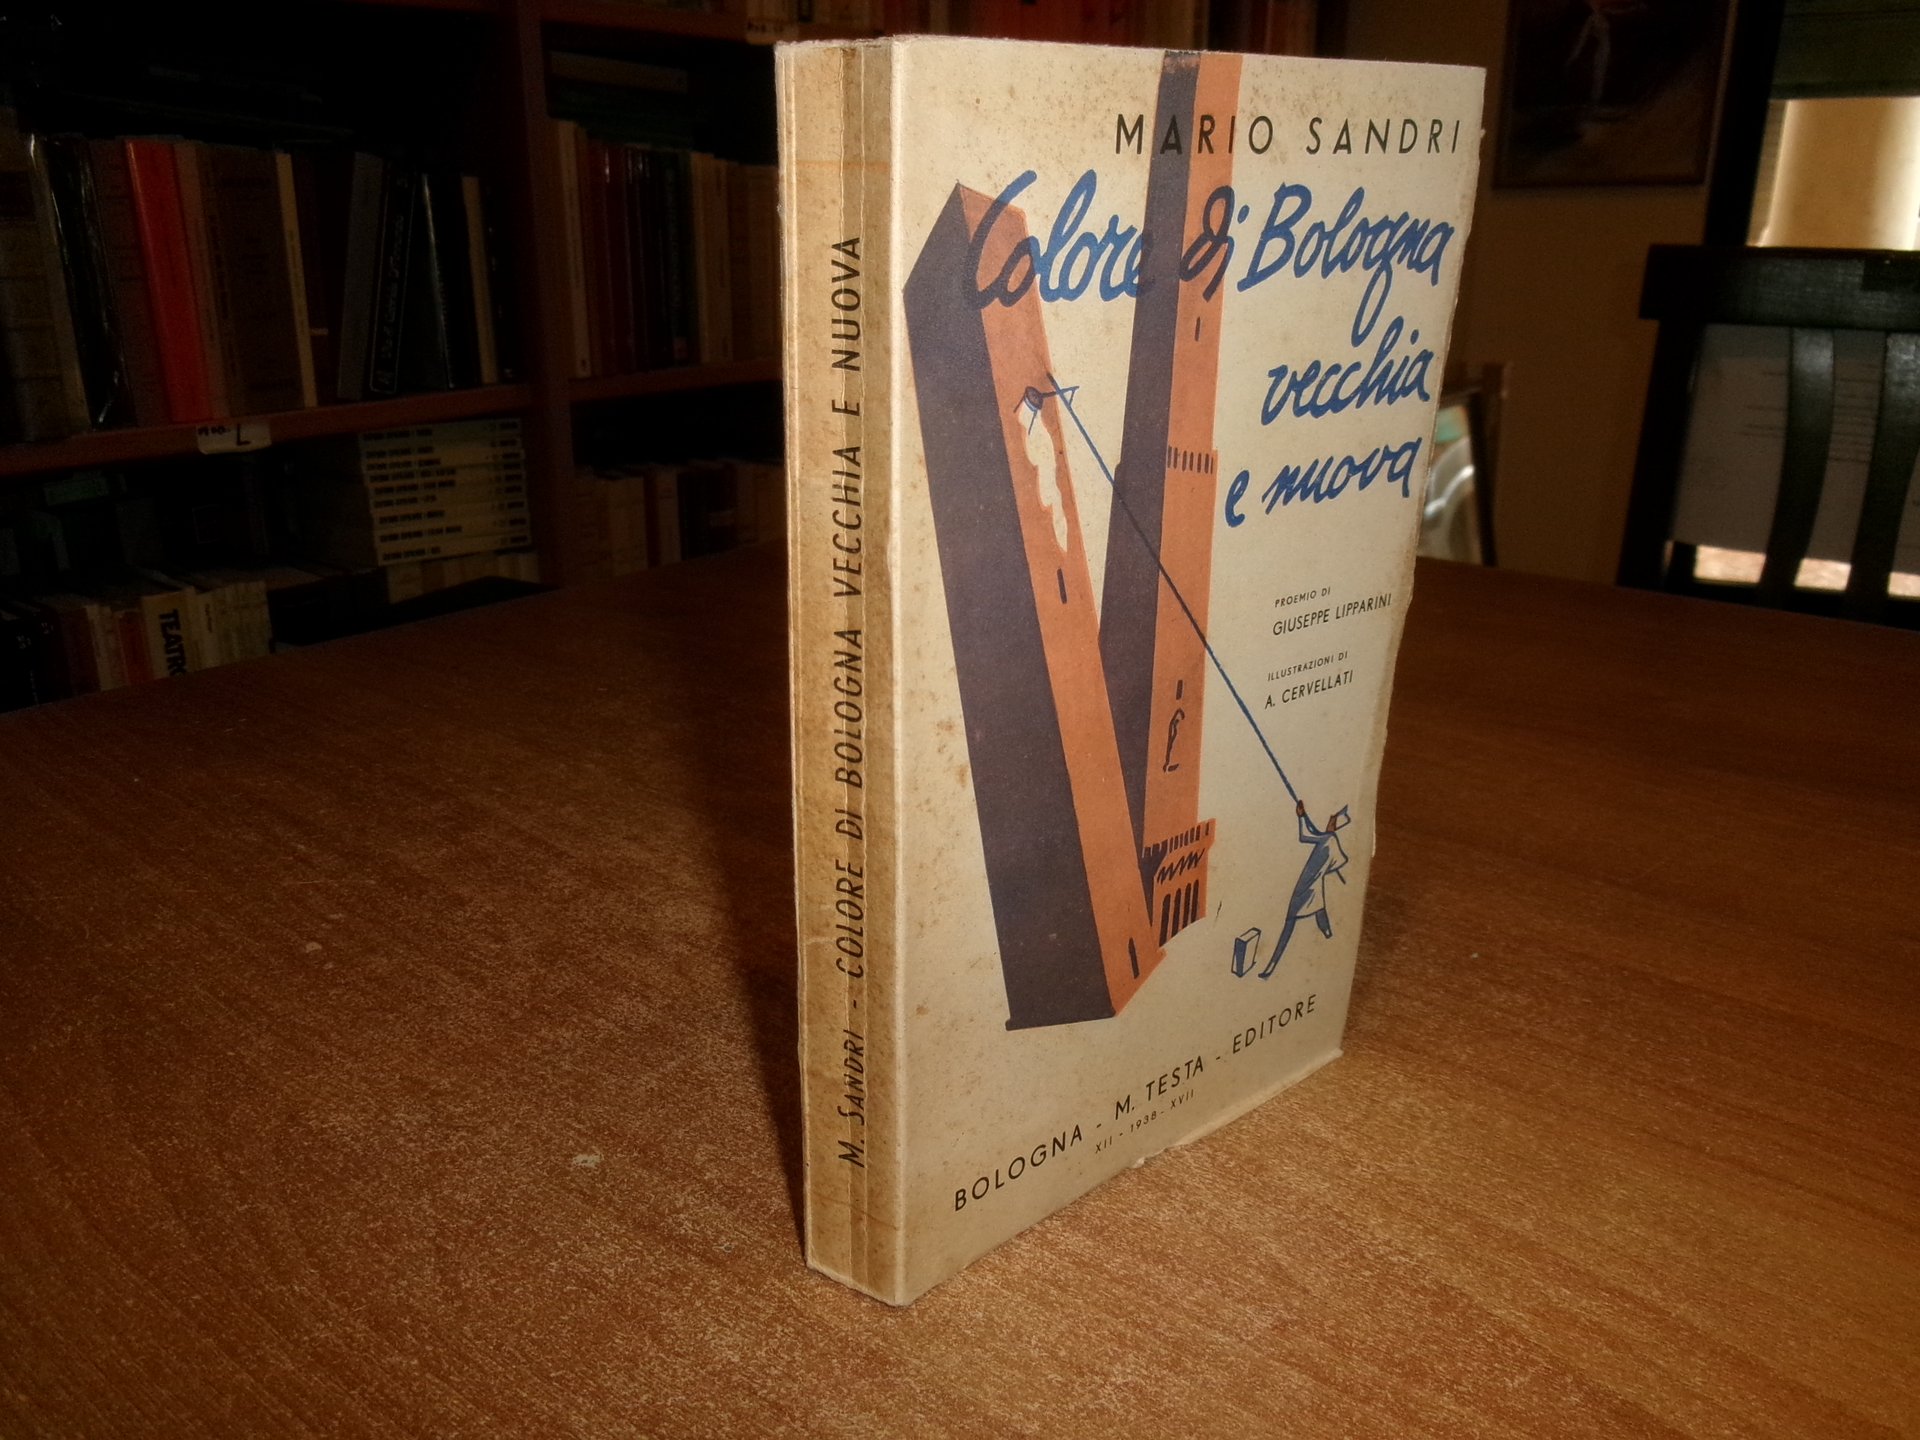 M. SANDRI - COLORE DI BOLOGNA VECCHIA E NUOVA
MARIO SANDRI
Colore di Bologna
vecchia
e nuova
PROEMIO DI
GIUSEPPE LIPPARINI
ILLUSTRAZIONI DI
A. CERVELLATI
BOLOGNA - M. TESTA - EDITORE
XII - 1938 - XVII
TEATRO